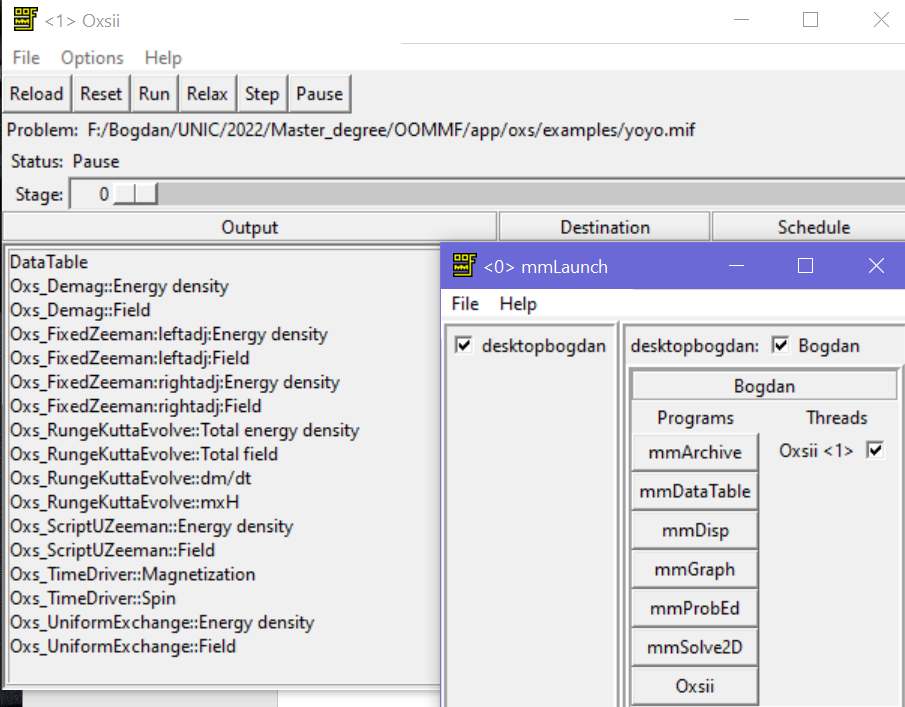 <1> Oxsii
File Options Help
Reload Reset Run Relax Step Pause
Problem: F:/Bogdan/UNIC/2022/Master_degree/OOMMF/app/oxs/examples/yoyo.mif
Status: Pause
Stage: 0
Output Destination Schedule
DataTable
Oxs_Demag::Energy density
Oxs_Demag::Field
Oxs_FixedZeeman:leftadj:Energy density
Oxs_FixedZeeman:leftadj:Field
Oxs_FixedZeeman:rightadj:Energy density
Oxs_FixedZeeman:rightadj:Field
Oxs_RungeKuttaEvolve::Total energy density
Oxs_RungeKuttaEvolve::Total field
Oxs_RungeKuttaEvolve::dm/dt
Oxs_RungeKuttaEvolve::mxH
Oxs_ScriptUZeeman::Energy density
Oxs_ScriptUZeeman::Field
Oxs_TimeDriver::Magnetization
Oxs_TimeDriver::Spin
Oxs_UniformExchange::Energy density
Oxs_UniformExchange::Field
<0> mmLaunch
File Help
desktopbogdan
desktopbogdan: Bogdan
Bogdan
Programs Threads
mmArchive Oxsii <1>
mmDataTable
mmDisp
mmGraph
mmProbEd
mmSolve2D
Oxsii